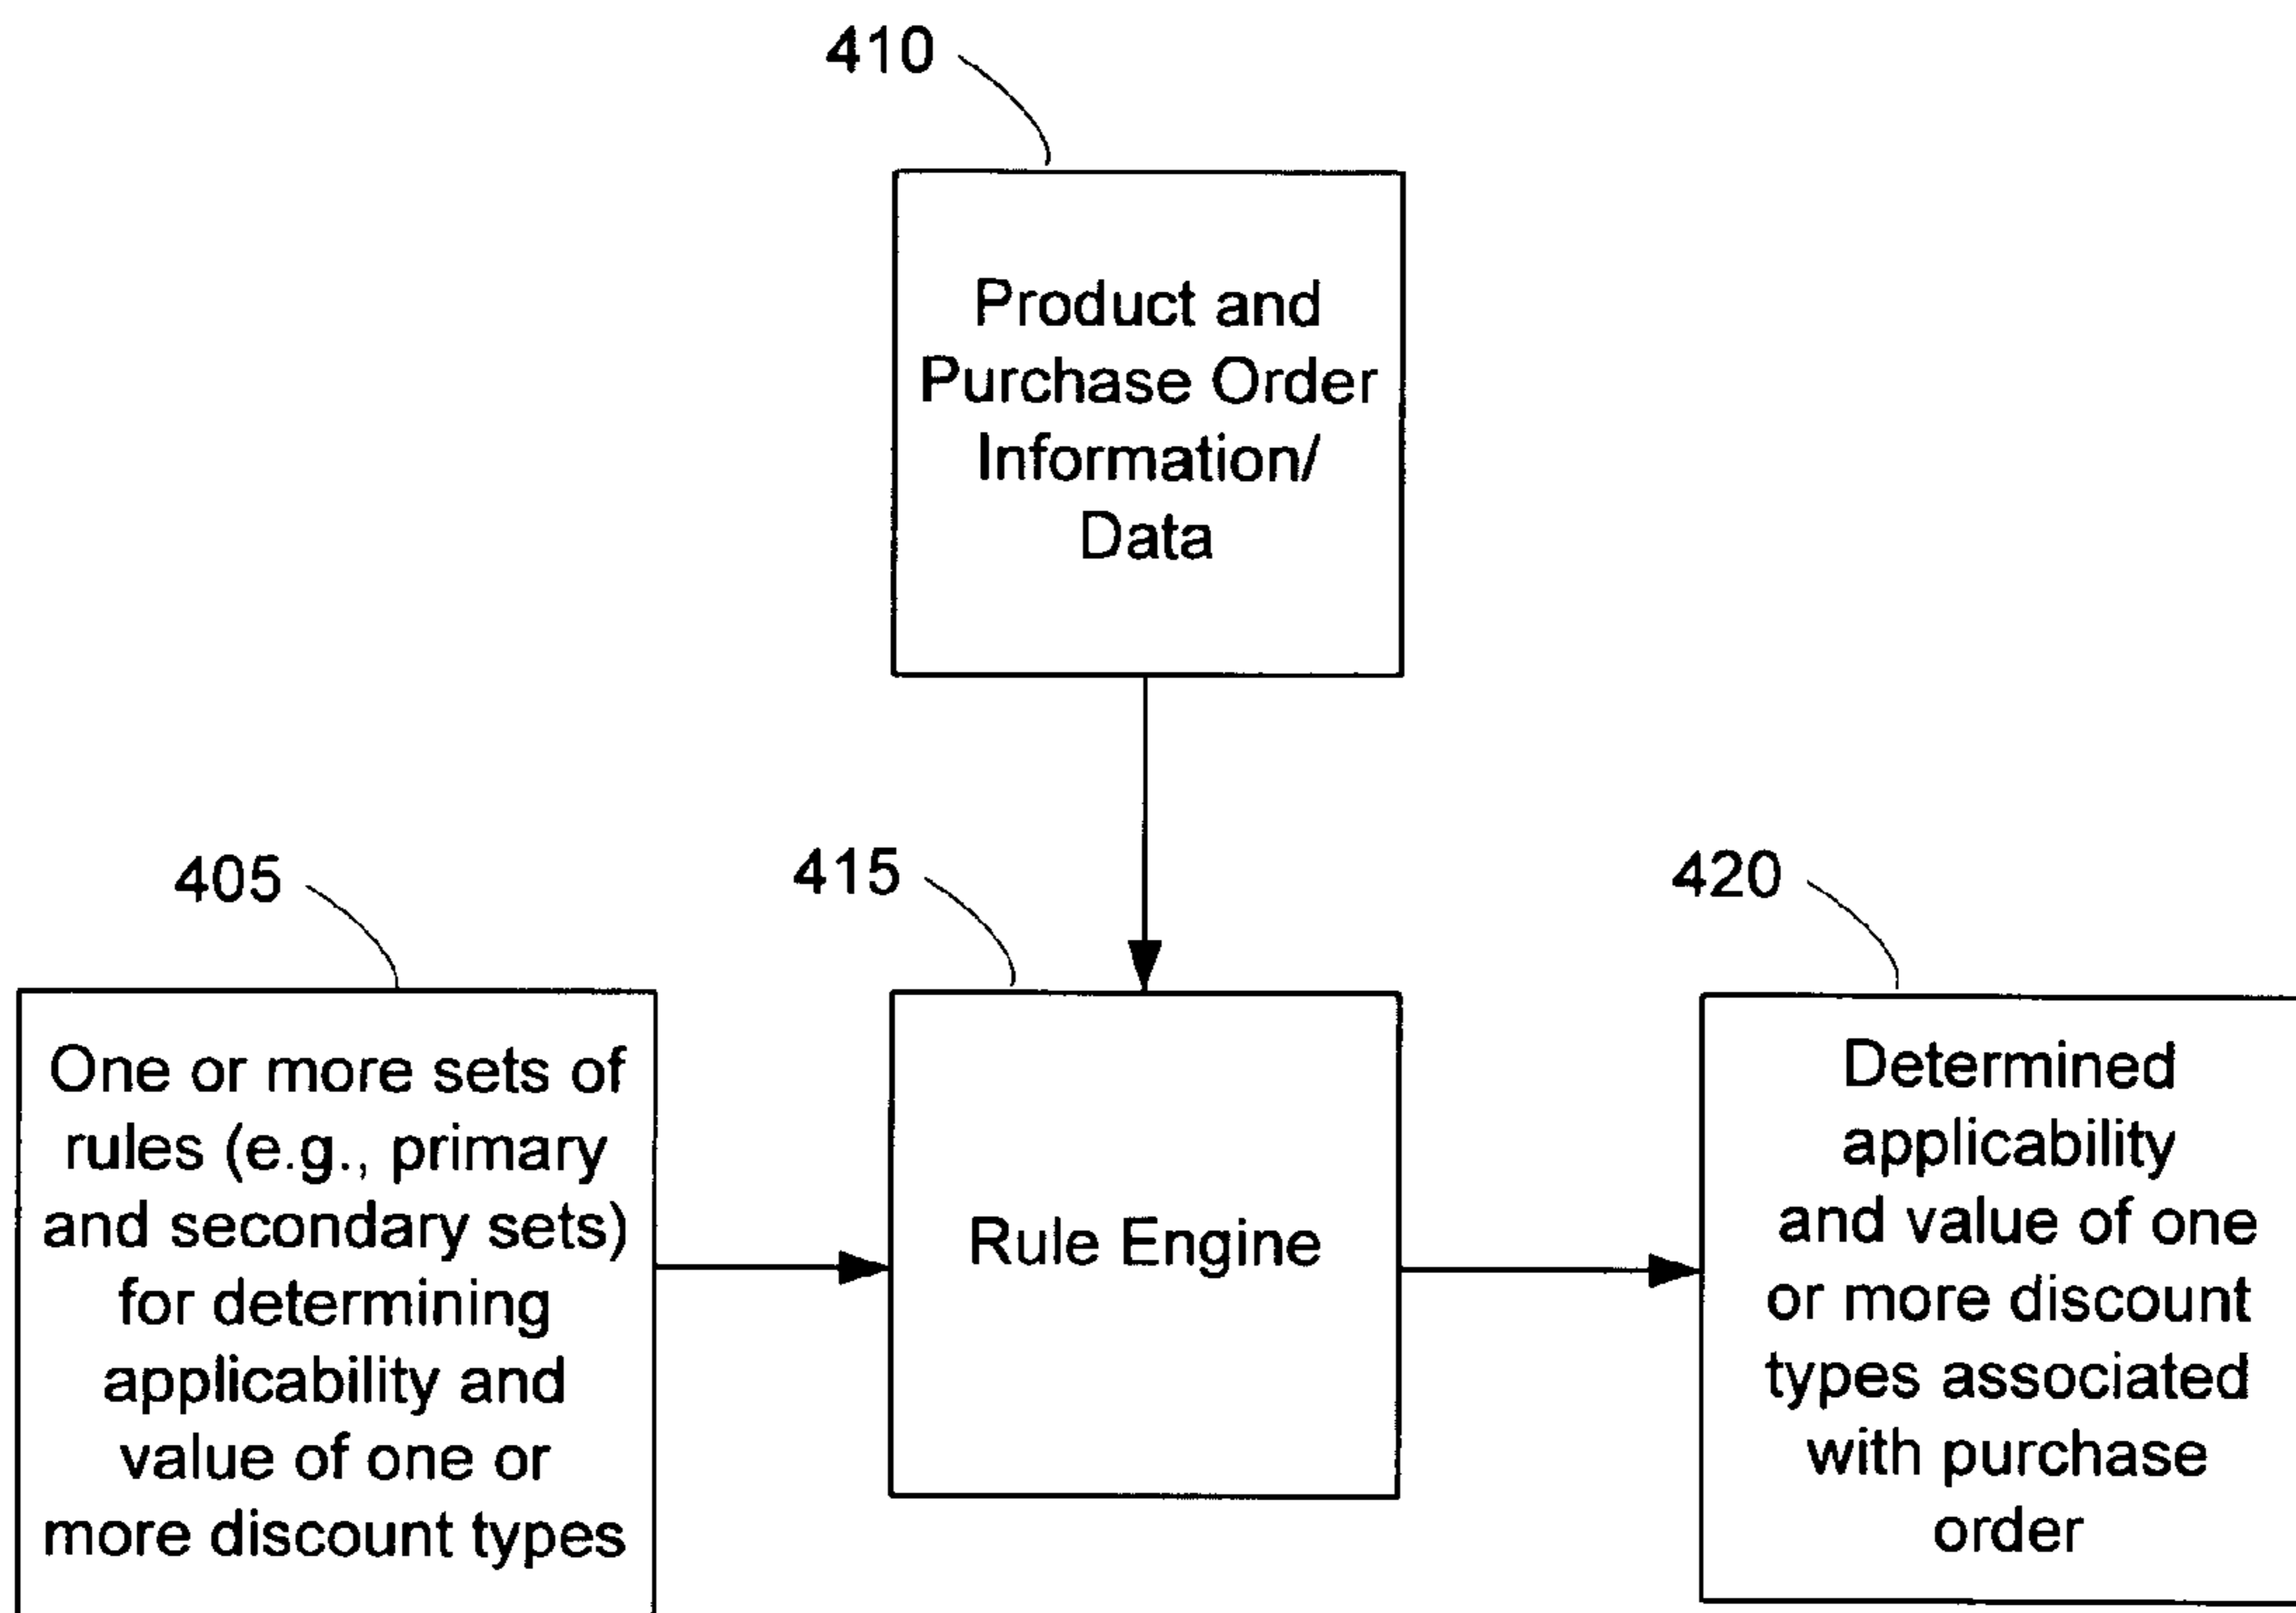 410
Product and
Purchase Order
Information/
Data
405
415
420
One or more sets of
rules (e.g., primary
and secondary sets)
for determining
applicability and
value of one or
more discount types
Rule Engine
Determined
applicability
and value of one
or more discount
types associated
with purchase
order